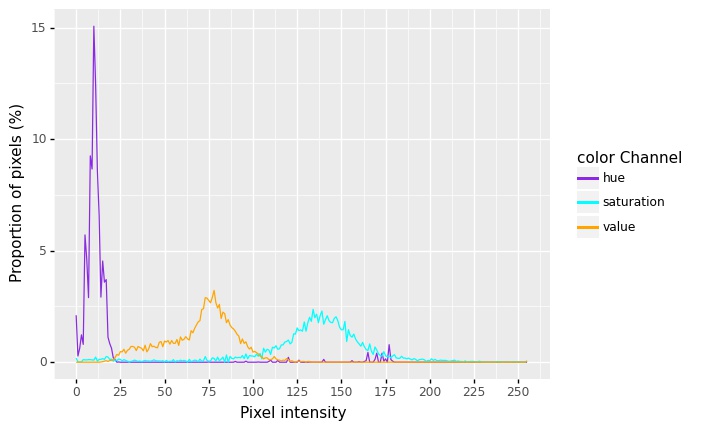 15
10
5
0
Proportion of pixels (%)
0 25 50 75 100 125 150 175 200 225 250
Pixel intensity
color Channel
hue
saturation
value